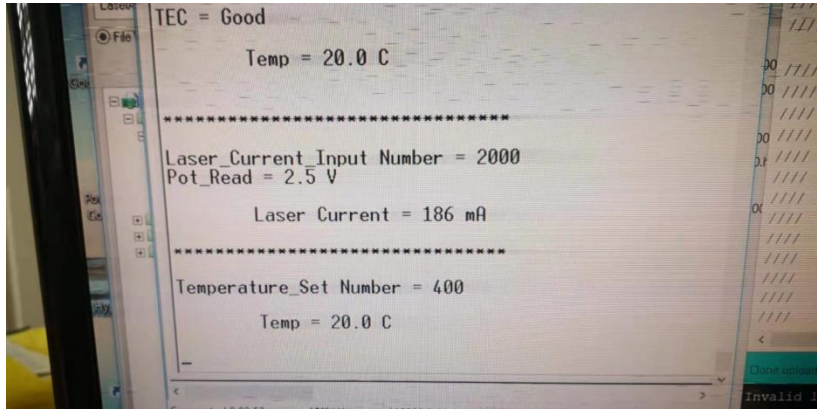 TEC = Good
Temp = 20.0 C
*********************************
Laser_Current_Input Number = 2000
Pot_Read = 2.5 V
Laser Current = 186 mA
*********************************
Temperature_Set Number = 400
Temp = 20.0 C
File
Invalid